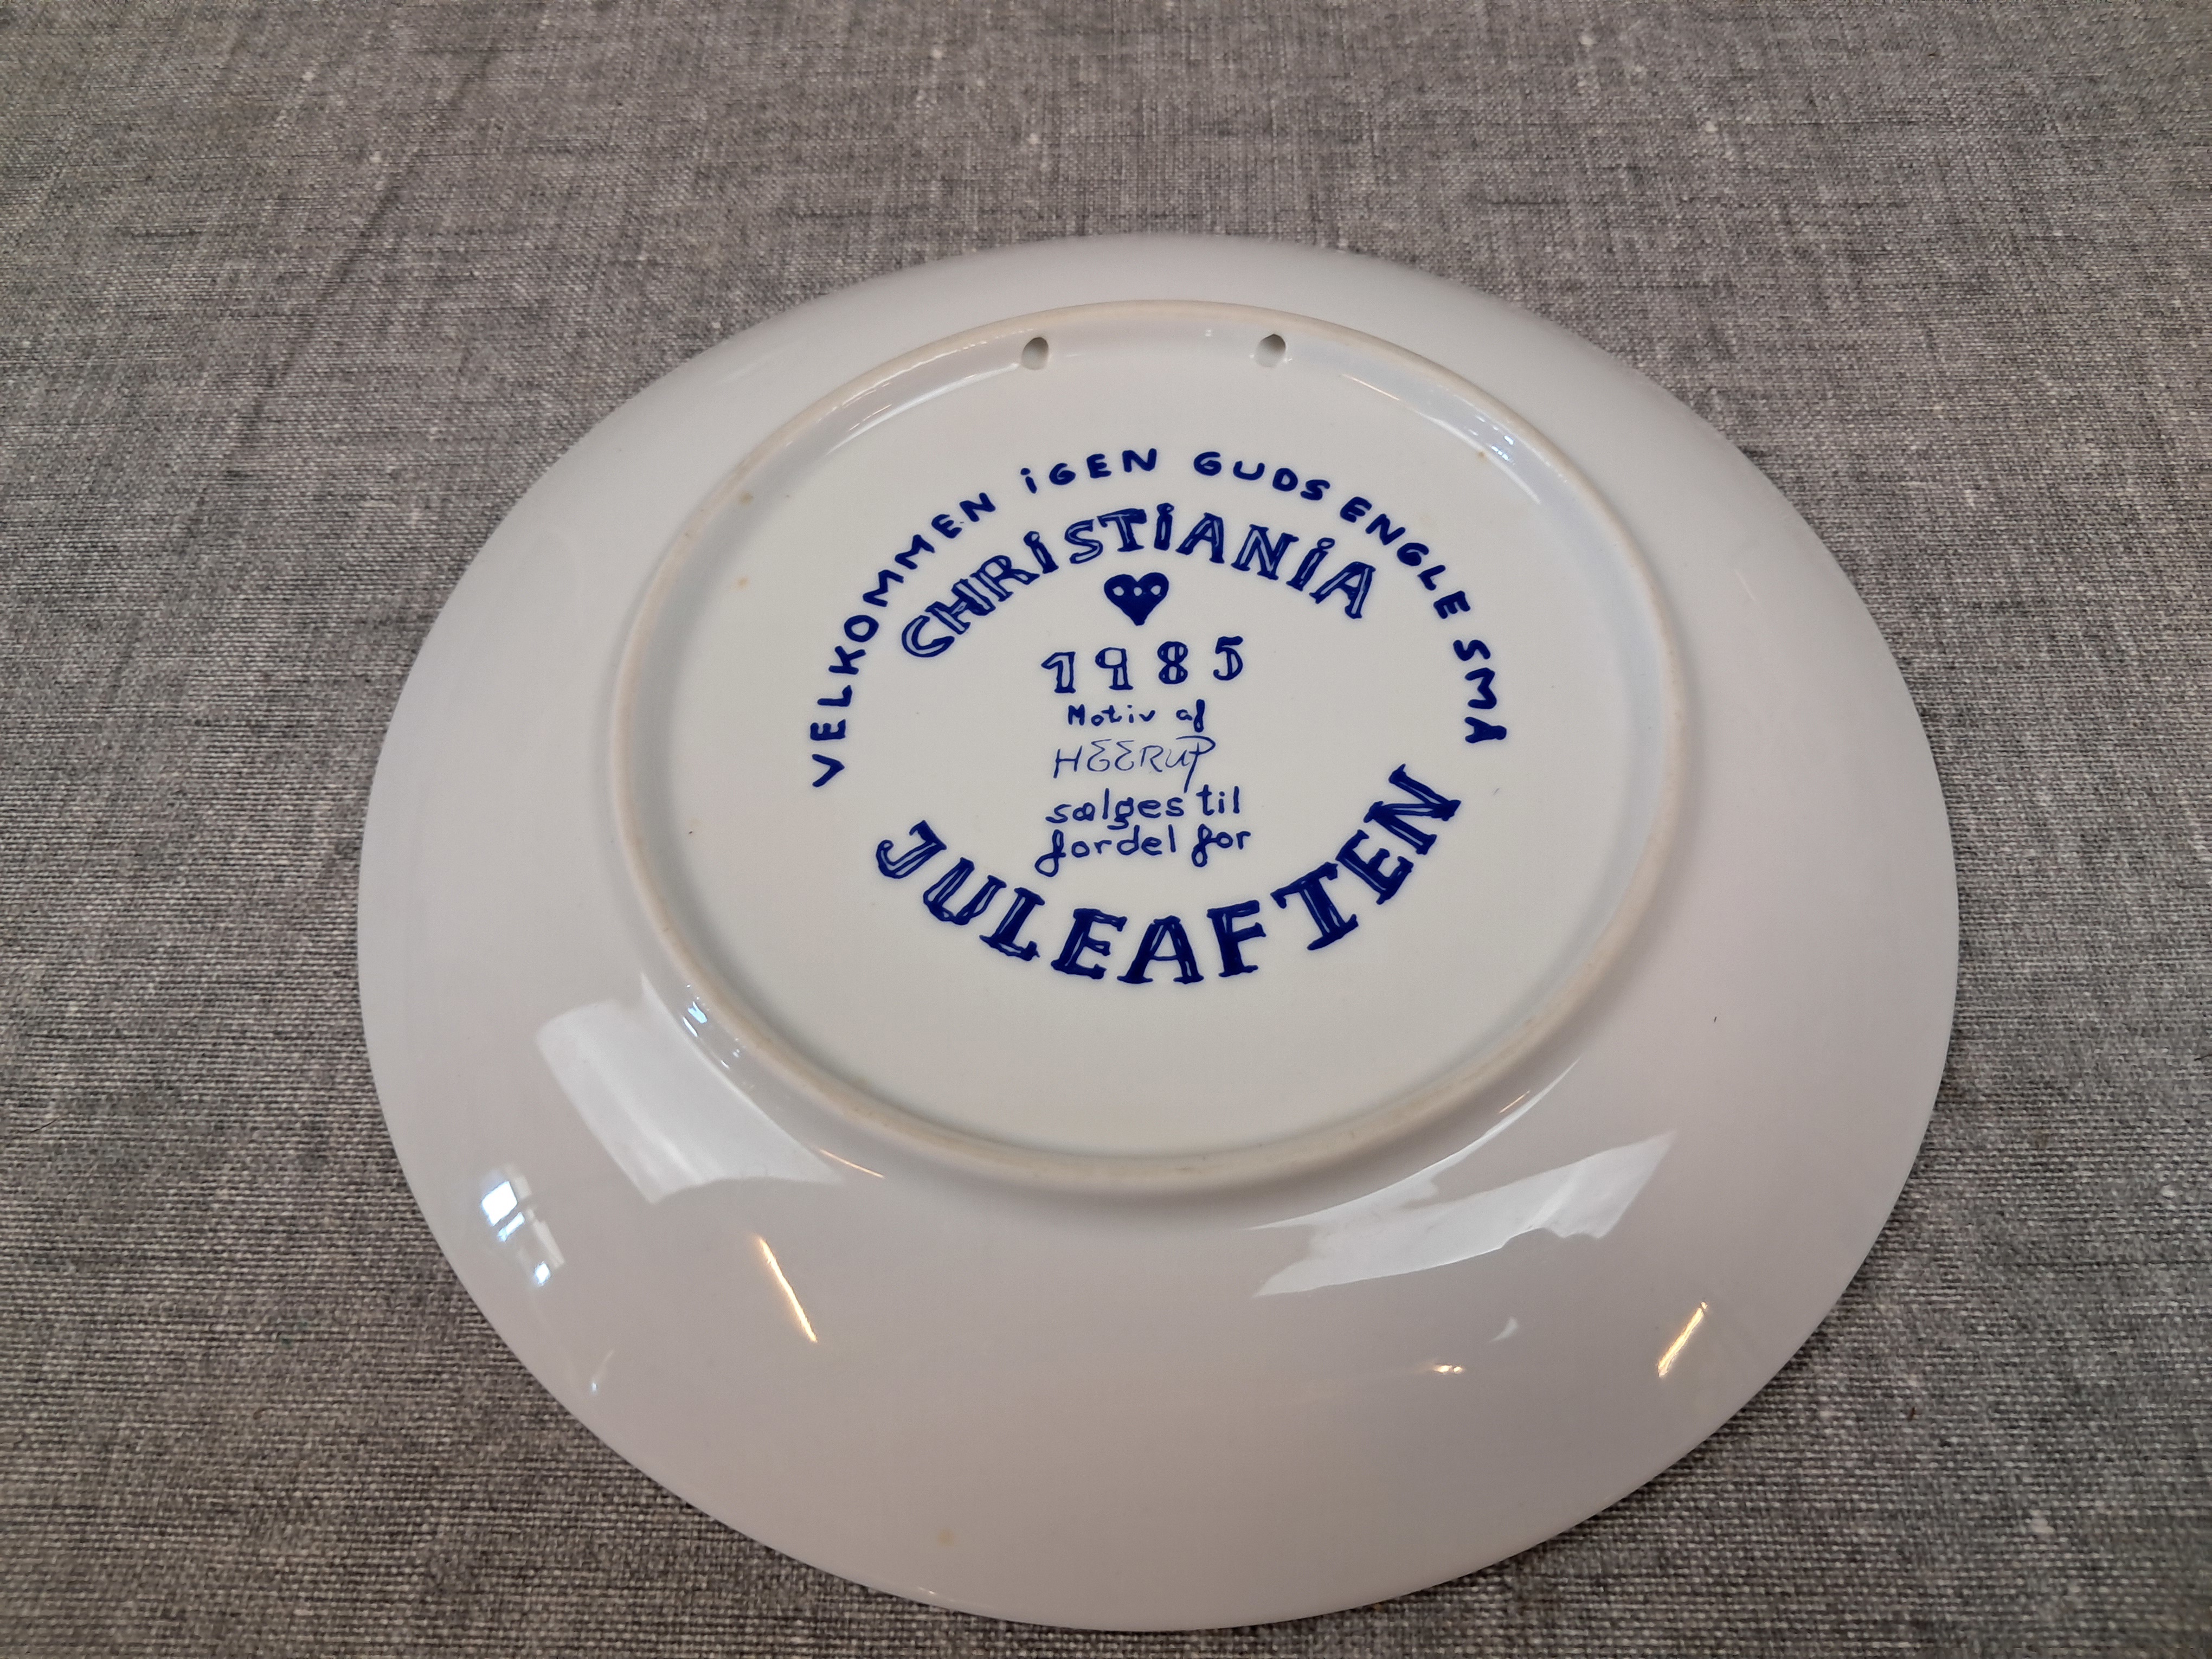 VELKOMMEN iGEN GUDS ENGLE SMÅ
CHRiSTiANiA
1985
Motiv af
HEERUP
sælges til
fordel for
JULEAFTEN